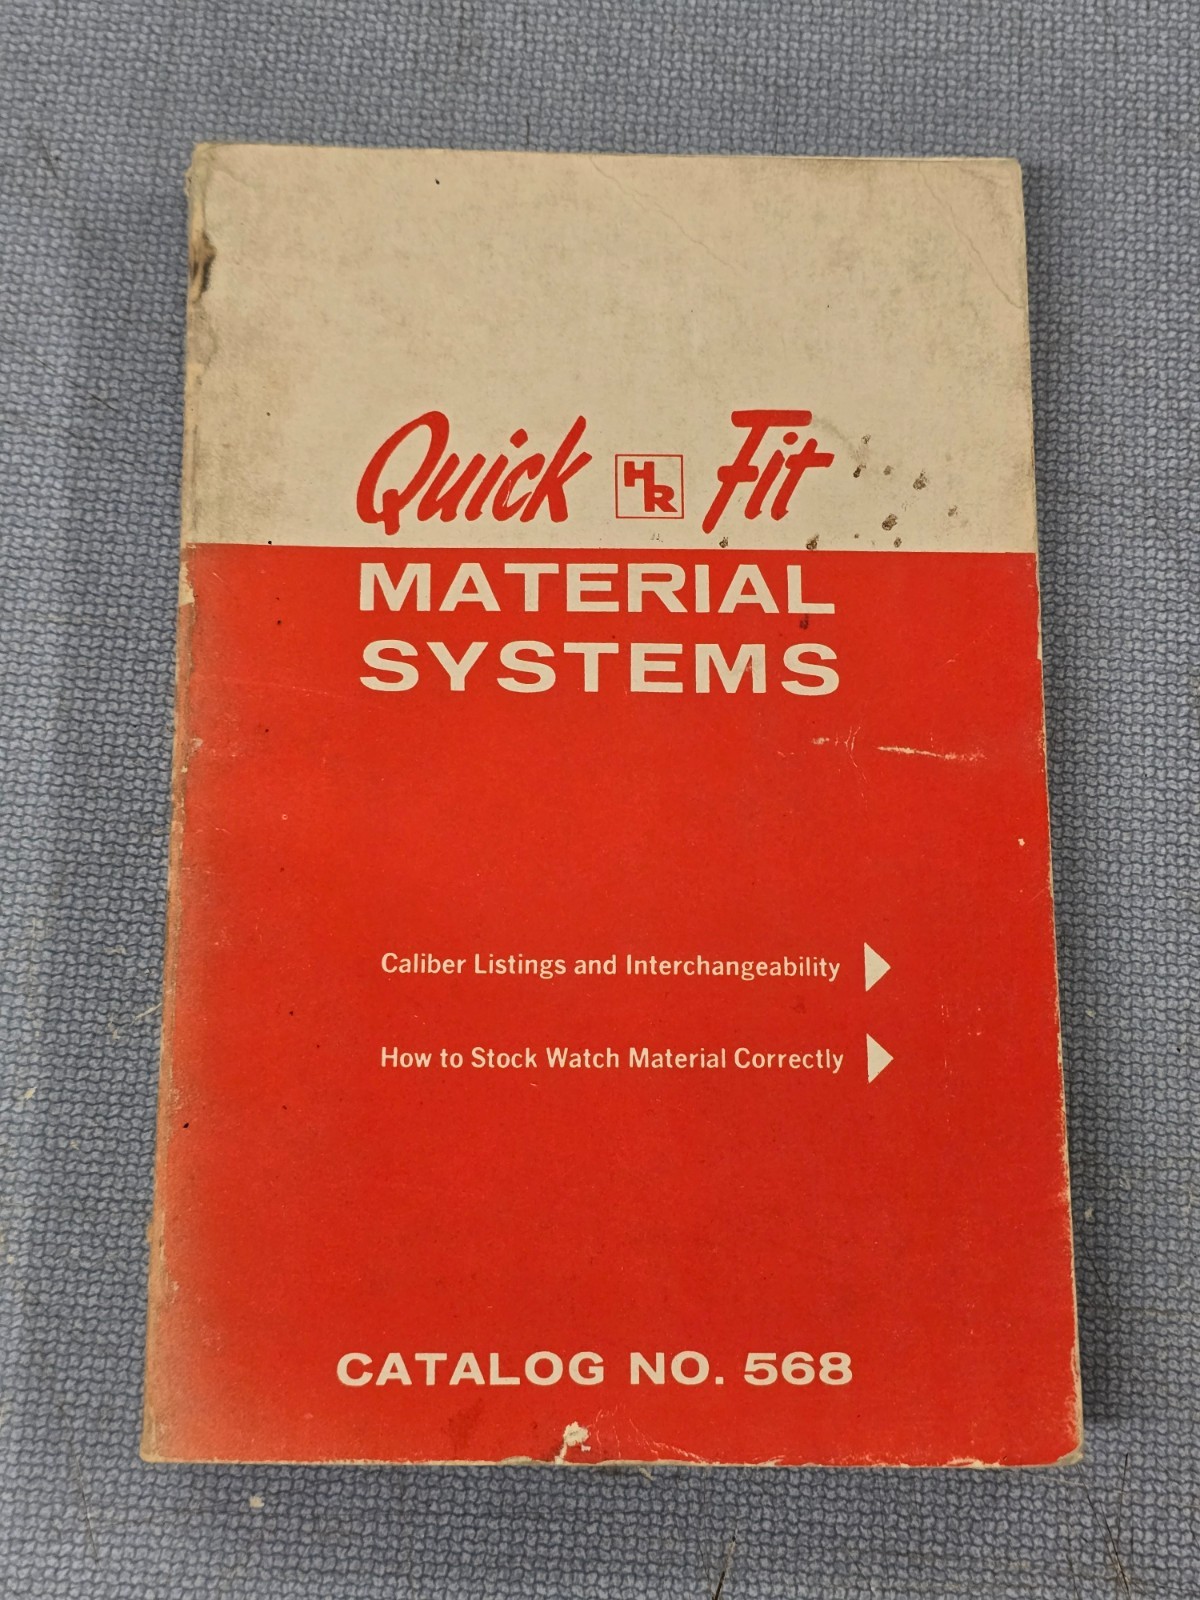 Quick HR Fit
MATERIAL
SYSTEMS
Caliber Listings and Interchangeability
How to Stock Watch Material Correctly
CATALOG NO. 568